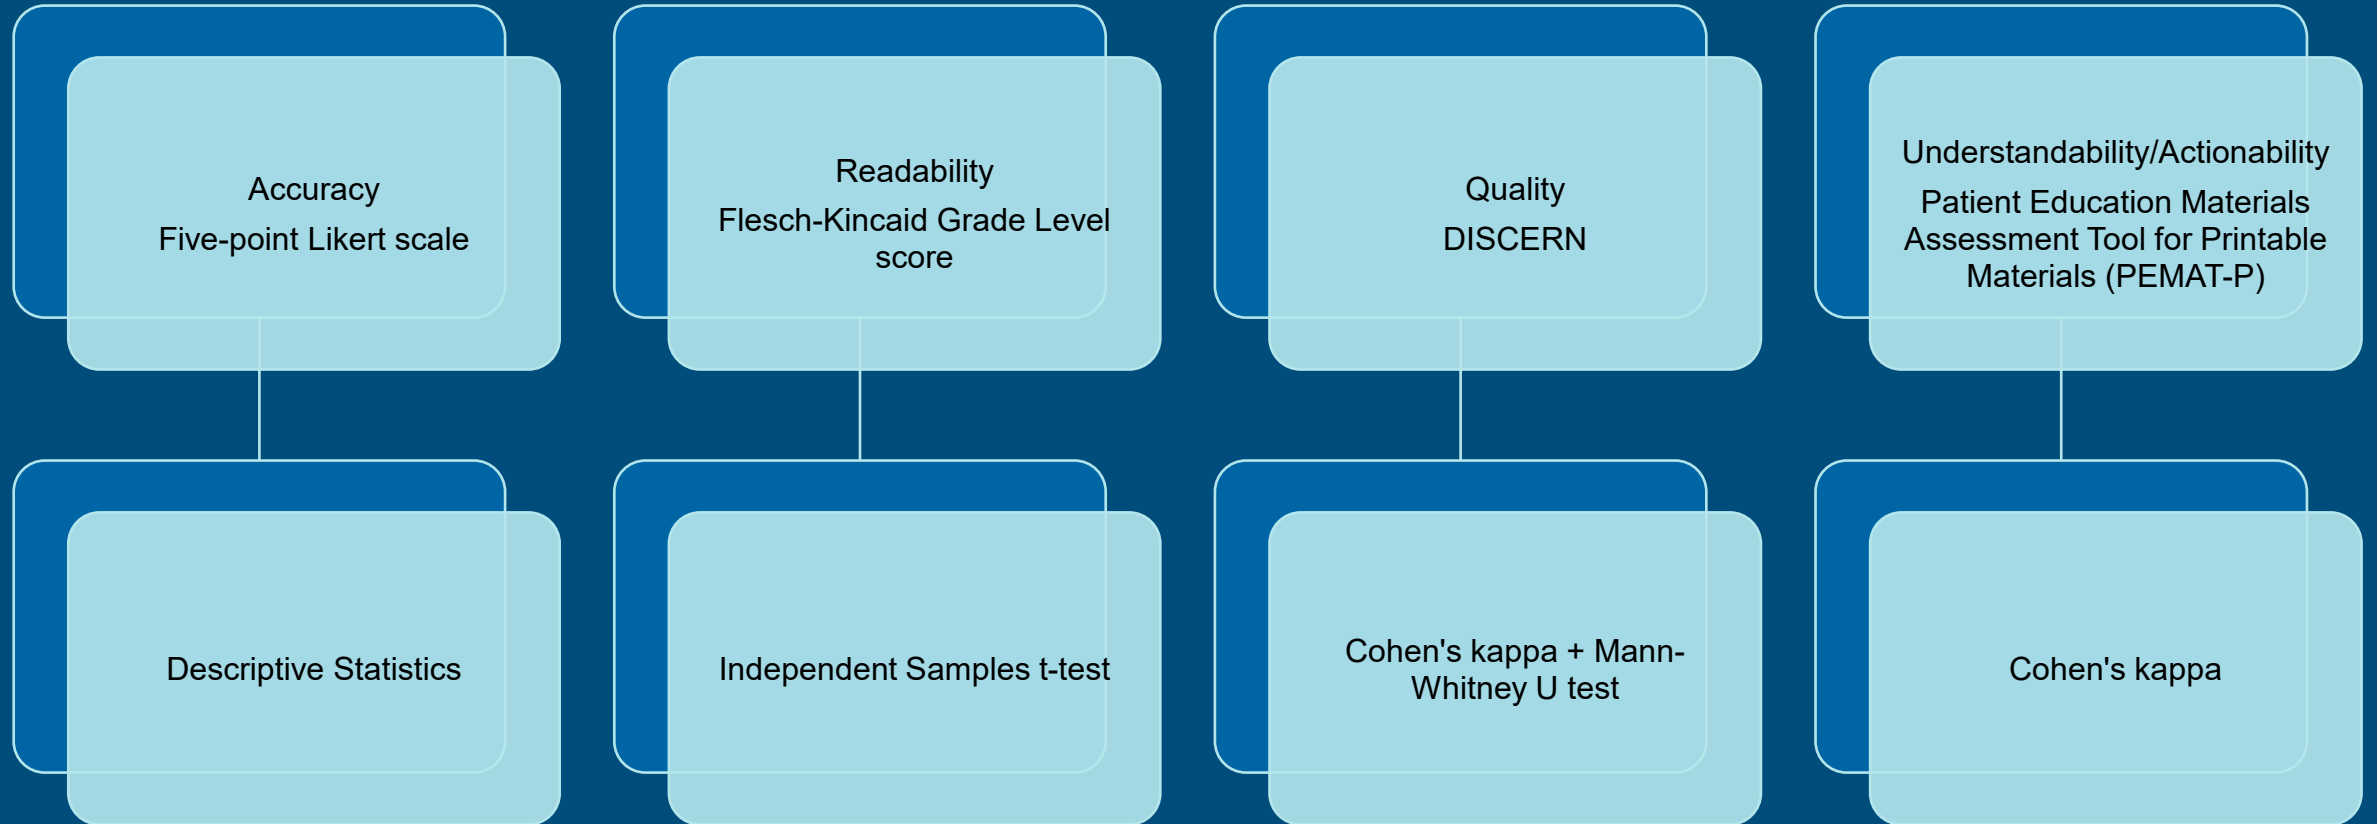 Accuracy
Five-point Likert scale
Readability
Flesch-Kincaid Grade Level
score
Quality
DISCERN
Understandability/Actionability
Patient Education Materials
Assessment Tool for Printable
Materials (PEMAT-P)
Descriptive Statistics
Independent Samples t-test
Cohen's kappa + Mann-
Whitney U test
Cohen's kappa